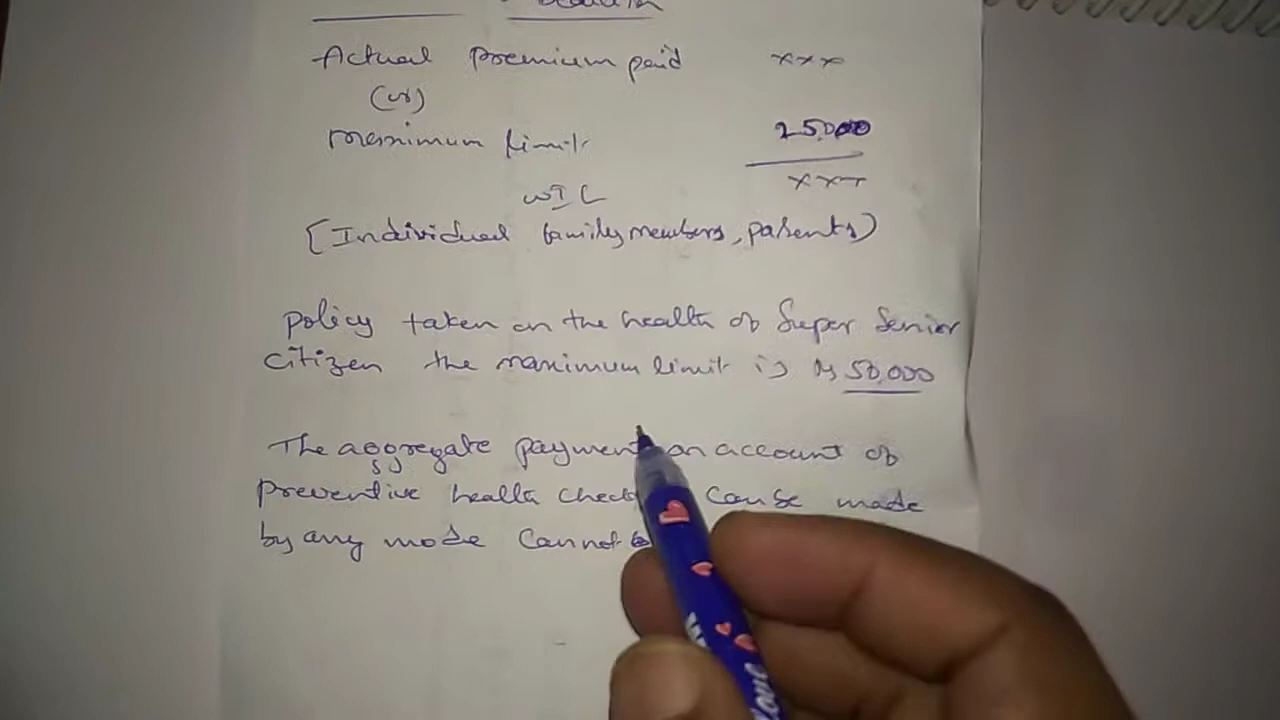 Actual premium paid xxx
(or)
maximum limit 25,000
WIL xxx
[Individual family members, parents)
policy taken on the health of Super Senior
Citizen the maximum limit is Rs 50,000
The aggregate payment on account of
preventive health check made
by any mode Cannot